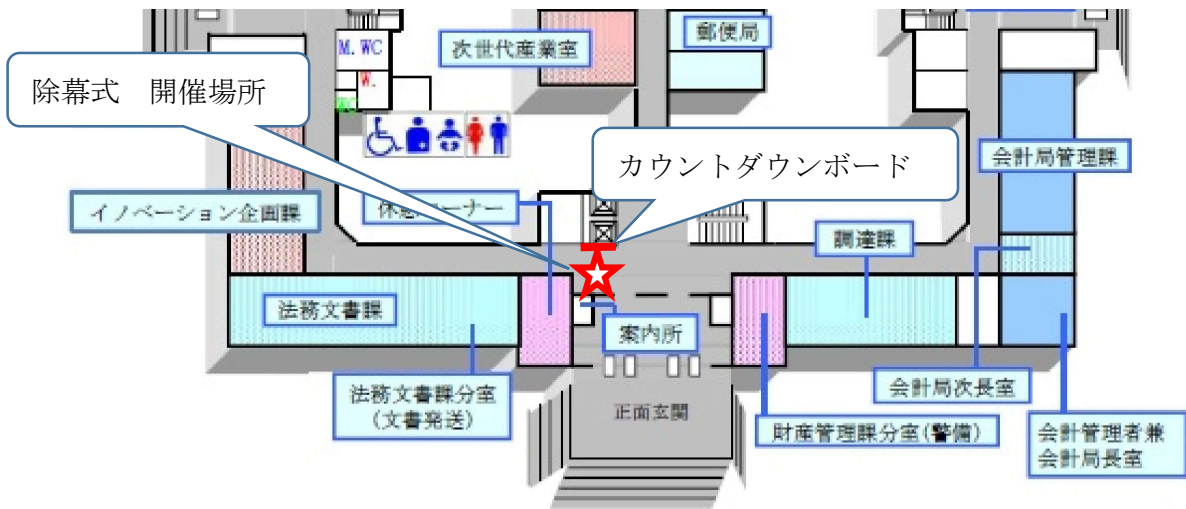 M. WC
W.
WC
次世代産業室
郵便局
除幕式　開催場所
カウントダウンボード
会計局管理課
イノベーション企画課
休憩コーナー
調達課
法務文書課
案内所
会計局次長室
法務文書課分室
(文書発送)
正面玄関
財産管理課分室(警備)
会計管理者兼
会計局長室